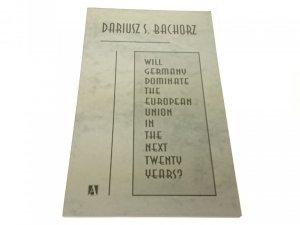 DARIUSZ S. BACHORZ
WILL
GERMANY
DOMINATE
THE
EUROPEAN
UNION
IN
THE
NEXT
TWENTY
YEARS?